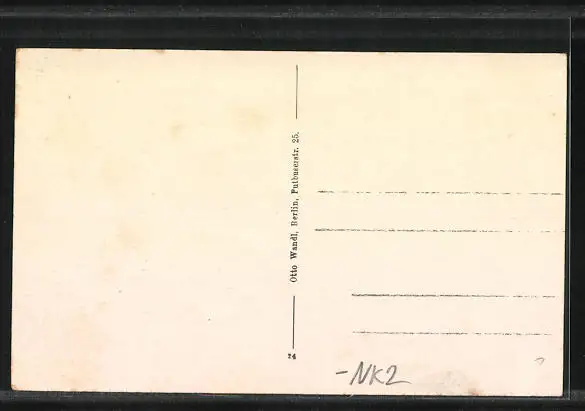 Otto Wandl, Berlin, Putbuserstr. 25.
24
-NK2